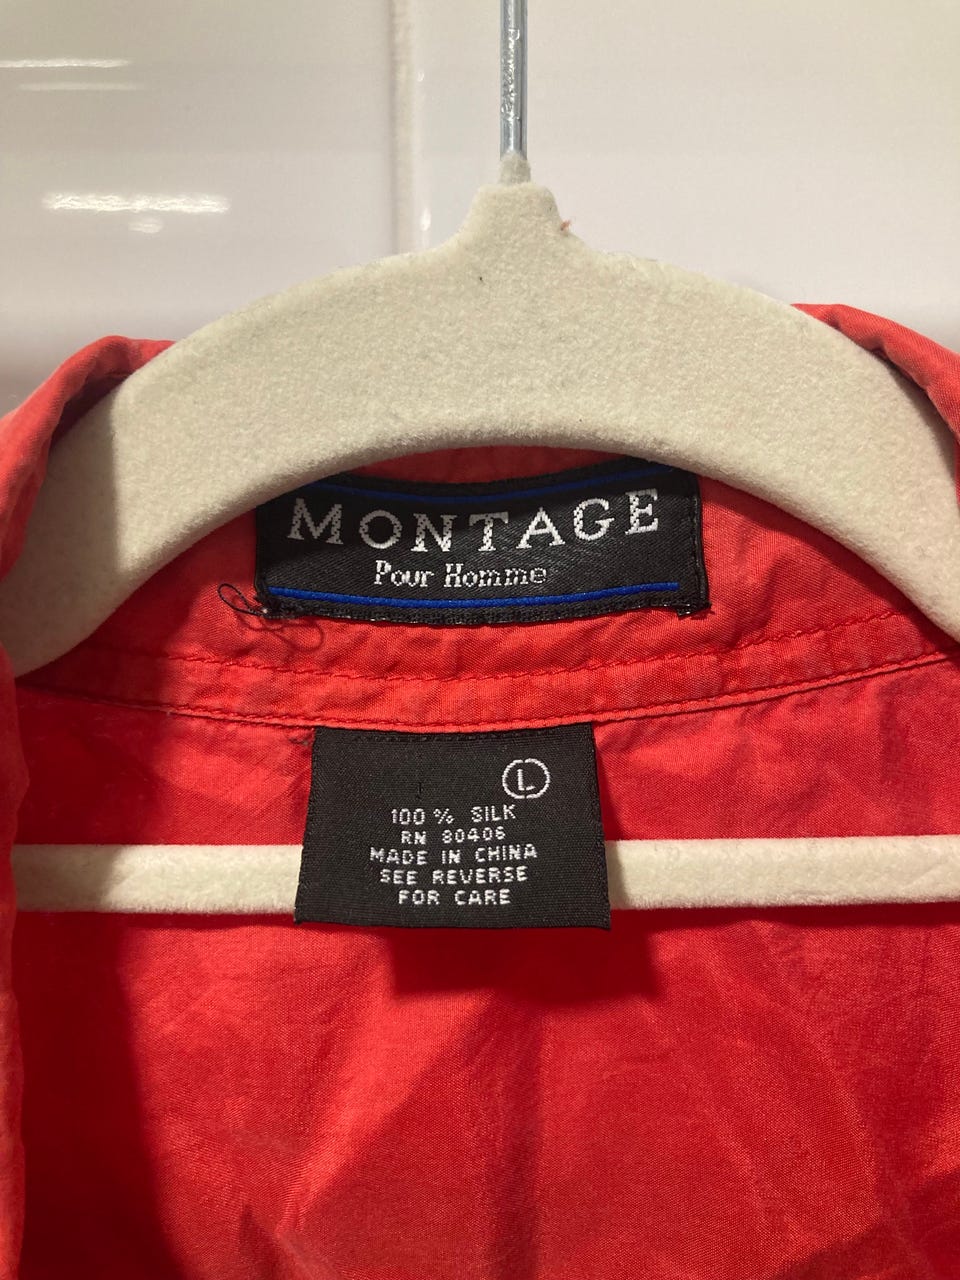 MONTAGE
Pour Homme
L
100 % SILK
RN 80406
MADE IN CHINA
SEE REVERSE
FOR CARE